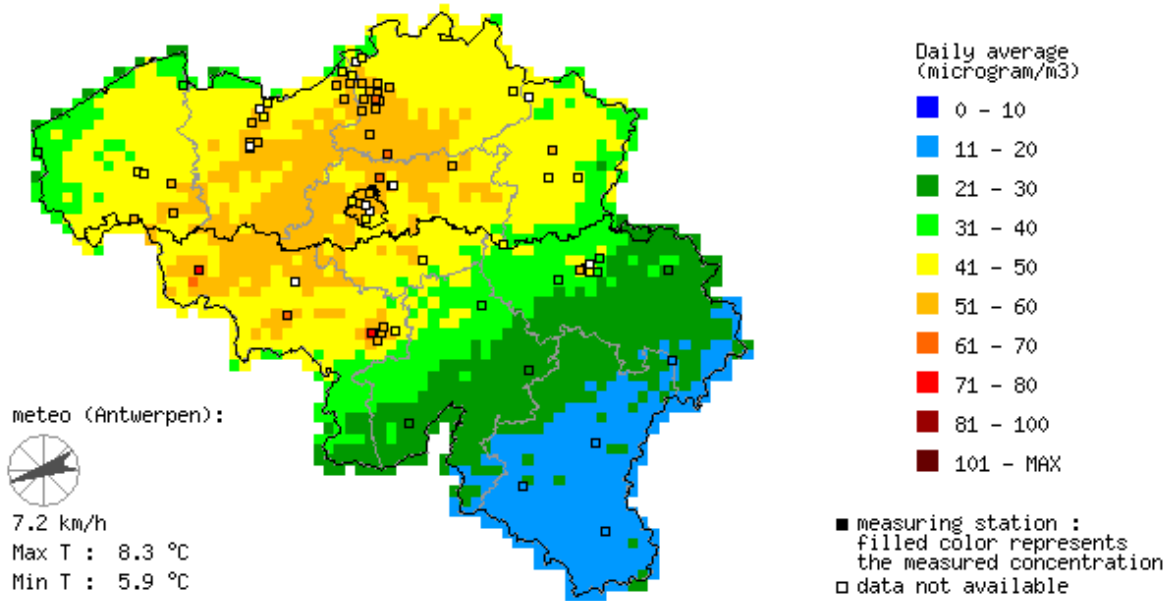 Daily average
(microgram/m3)
0 – 10
11 – 20
21 – 30
31 – 40
41 – 50
51 – 60
61 – 70
71 – 80
81 – 100
101 – MAX
meteo (Antwerpen):
7.2 km/h
Max T : 8.3 °C
Min T : 5.9 °C
measuring station :
filled color represents
the measured concentration
data not available